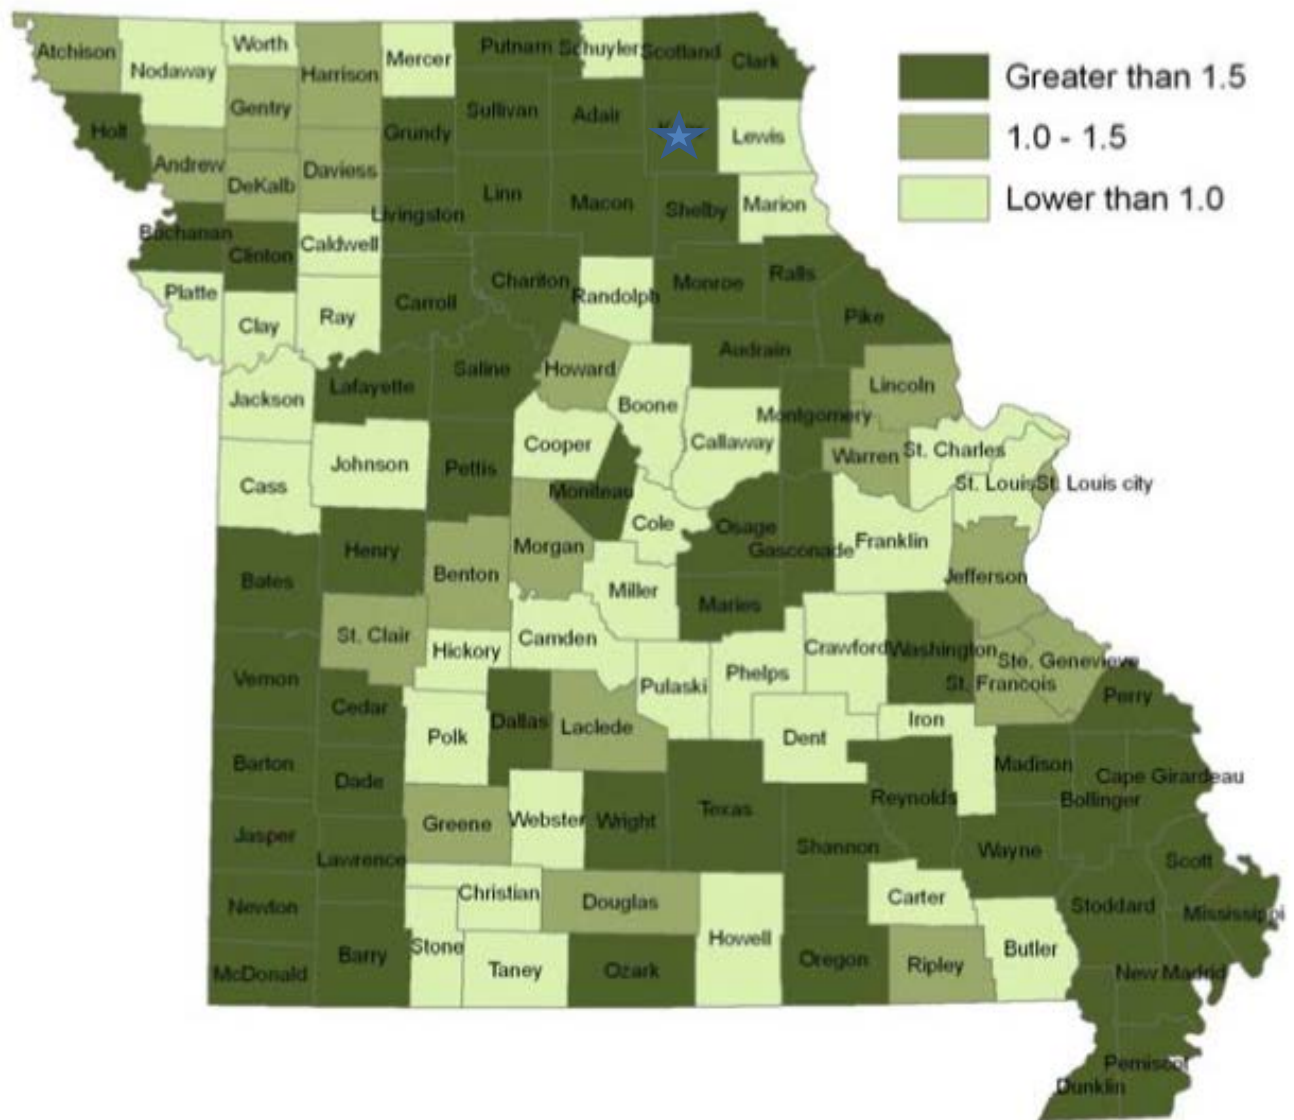 Greater than 1.5
1.0 - 1.5
Lower than 1.0
Atchison
Nodaway
Worth
Harrison
Mercer
Putnam
Schuyler
Scotland
Clark
Holt
Gentry
Grundy
Sullivan
Adair
Lewis
Andrew
DeKalb
Daviess
Livingston
Linn
Macon
Shelby
Marion
Buchanan
Clinton
Caldwell
Platte
Clay
Ray
Carroll
Chariton
Randolph
Monroe
Ralls
Pike
Audrain
Jackson
Lafayette
Saline
Howard
Boone
Callaway
Montgomery
Lincoln
Warren
St. Charles
St. Louis
St. Louis city
Cass
Johnson
Pettis
Cooper
Moniteau
Cole
Osage
Gasconade
Franklin
Jefferson
Bates
Henry
Benton
Morgan
Miller
Maries
St. Clair
Hickory
Camden
Pulaski
Phelps
Crawford
Washington
Ste. Genevieve
St. Francois
Perry
Vernon
Cedar
Polk
Dallas
Laclede
Dent
Iron
Madison
Cape Girardeau
Bollinger
Barton
Dade
Greene
Webster
Wright
Texas
Reynolds
Shannon
Wayne
Scott
Jasper
Lawrence
Christian
Douglas
Howell
Carter
Stoddard
Mississippi
Newton
Barry
Stone
Taney
Ozark
Oregon
Ripley
Butler
New Madrid
McDonald
Pemiscot
Dunklin